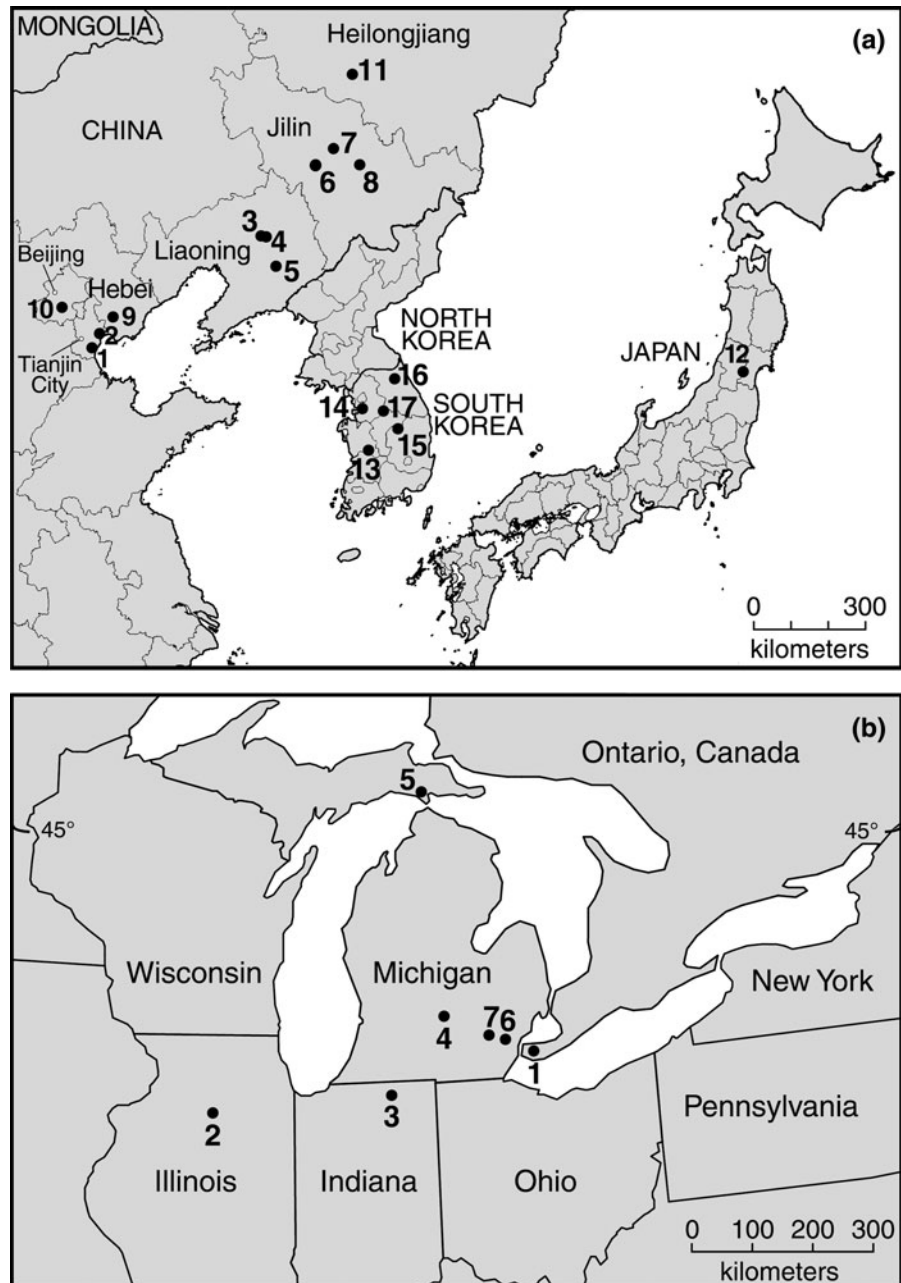 MONGOLIA
Heilongjiang
(a)
11
CHINA
Jilin
7
6
8
3
4
Liaoning
5
Beijing
Hebei
10
9
2
Tianjin
City
1
NORTH
KOREA
JAPAN
12
16
14
17
SOUTH
KOREA
15
13
0 300
kilometers
(b)
Ontario, Canada
5
45°
45°
Wisconsin
Michigan
New York
4
7
6
1
3
2
Pennsylvania
Illinois
Indiana
Ohio
0 100 200 300
kilometers